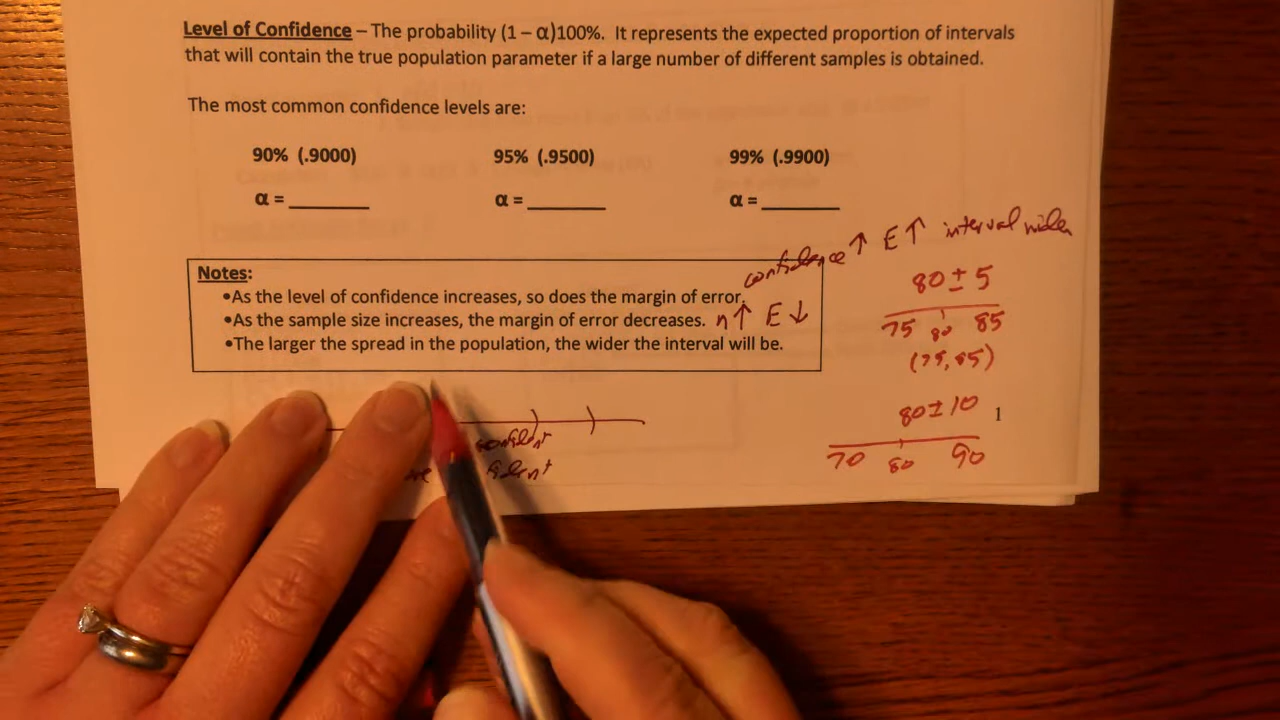 Level of Confidence – The probability (1 – α)100%. It represents the expected proportion of intervals
that will contain the true population parameter if a large number of different samples is obtained.
The most common confidence levels are:
90% (.9000) 95% (.9500) 99% (.9900)
α = ________ α = ________ α = ________
confidence ↑ E ↑ interval wider
Notes:
•As the level of confidence increases, so does the margin of error.
•As the sample size increases, the margin of error decreases. n↑ E↓
•The larger the spread in the population, the wider the interval will be.
80 ± 5
75 80 85
(75, 85)
80 ± 10
70 80 90
1
confident